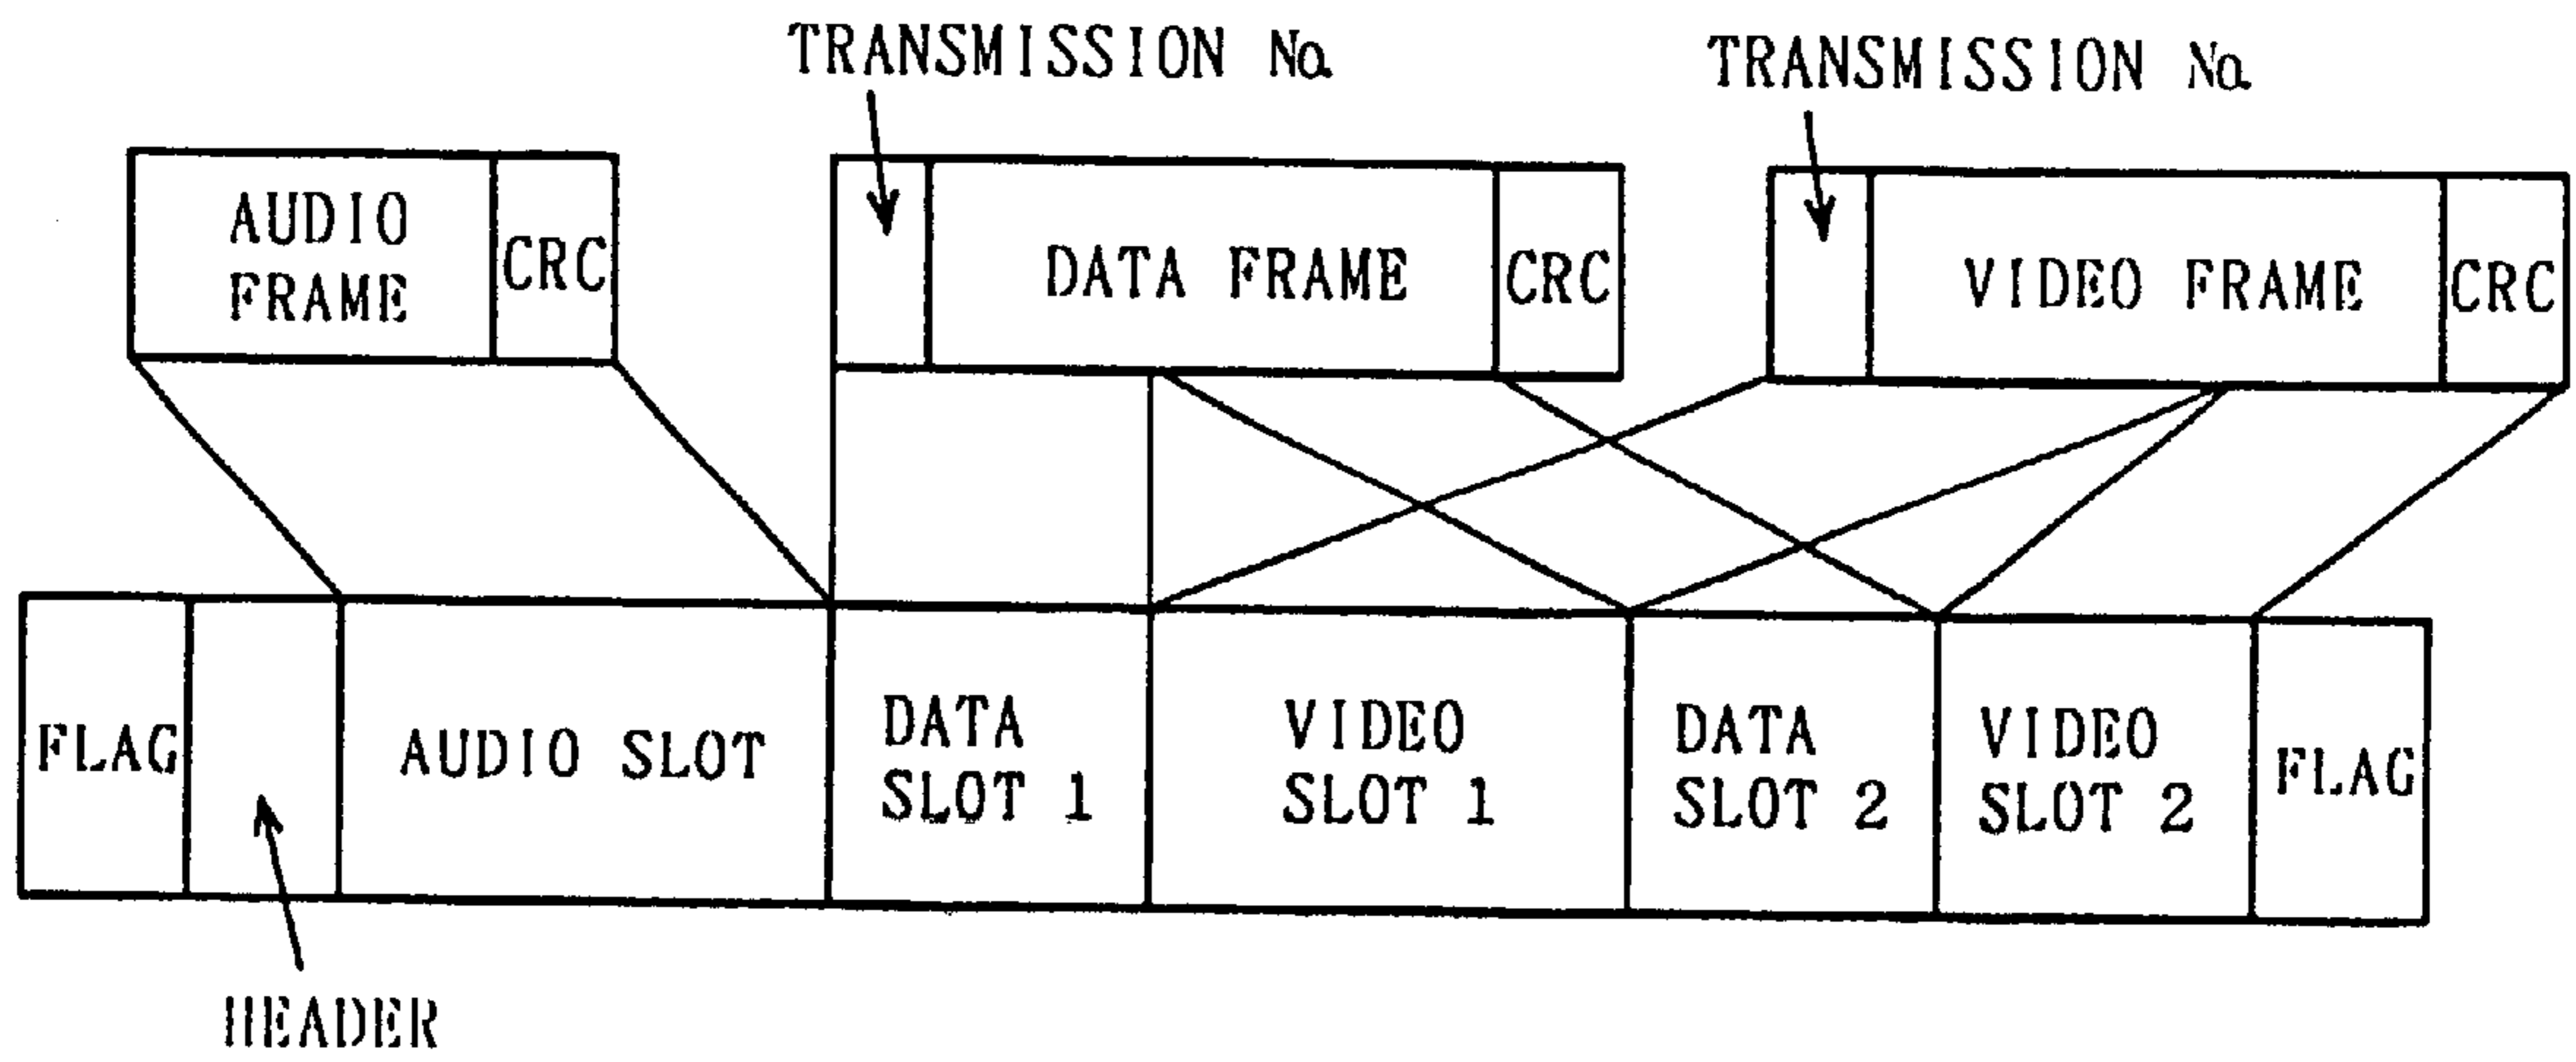 TRANSMISSION No.
TRANSMISSION No.
AUDIO
FRAME
CRC
DATA FRAME
CRC
VIDEO FRAME
CRC
FLAG
AUDIO SLOT
DATA
SLOT 1
VIDEO
SLOT 1
DATA
SLOT 2
VIDEO
SLOT 2
FLAG
HEADER